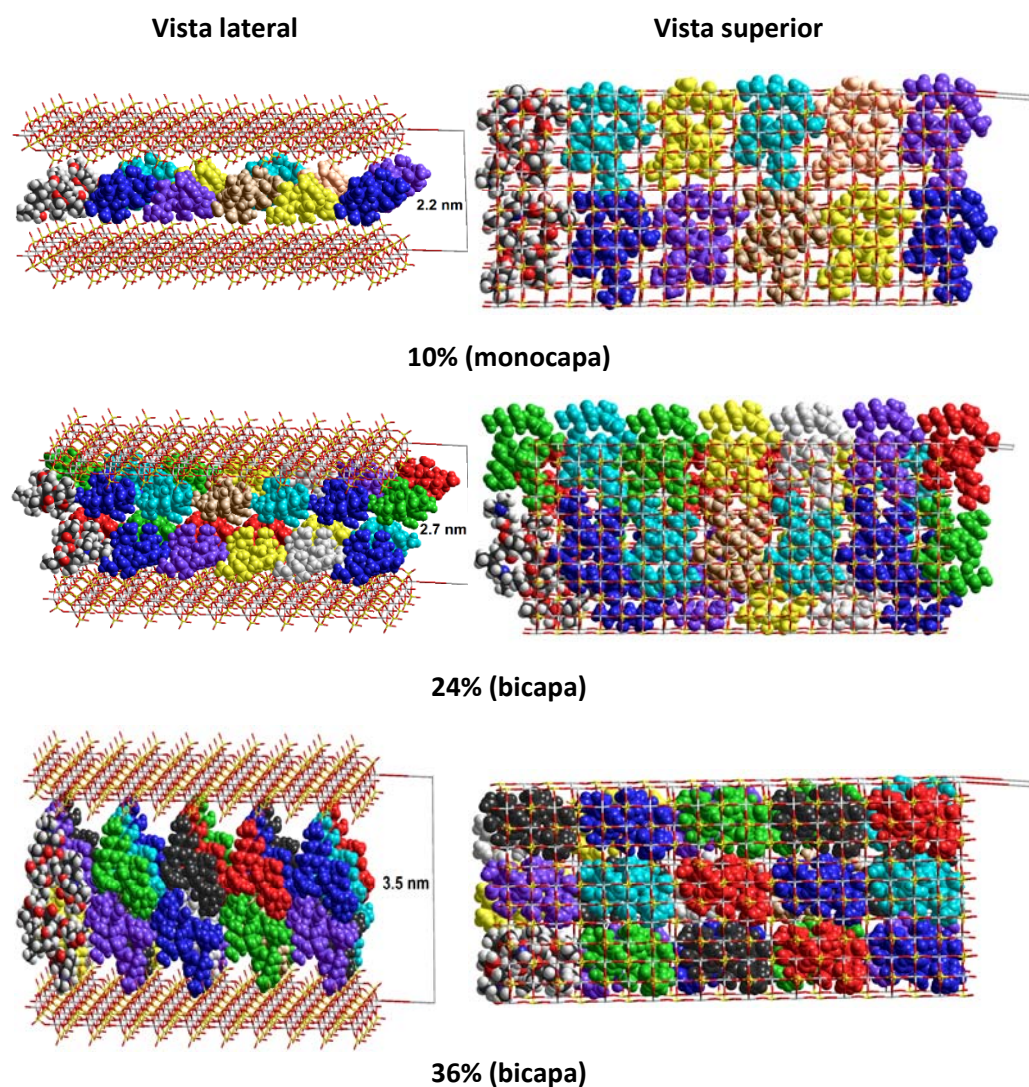 Vista lateral
Vista superior
2.2 nm
10% (monocapa)
2.7 nm
24% (bicapa)
3.5 nm
36% (bicapa)